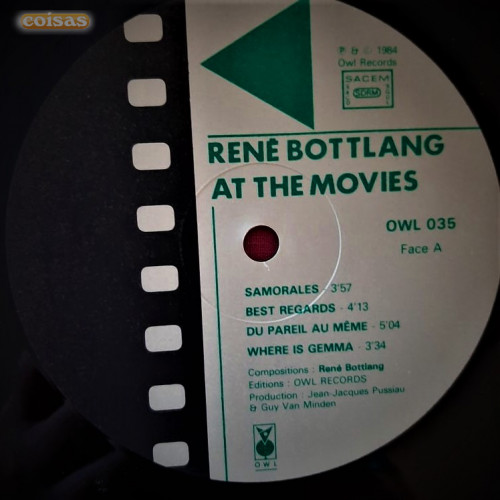 coisas
℗ & © 1984
Owl Records
SACEM
SDRM
RENÉ BOTTLANG
AT THE MOVIES
OWL 035
Face A
SAMORALES - 3'57
BEST REGARDS - 4'13
DU PAREIL AU MÊME - 5'04
WHERE IS GEMMA - 3'34
Compositions : René Bottlang
Editions : OWL RECORDS
Production : Jean-Jacques Pussiau
& Guy Van Minden
OWL